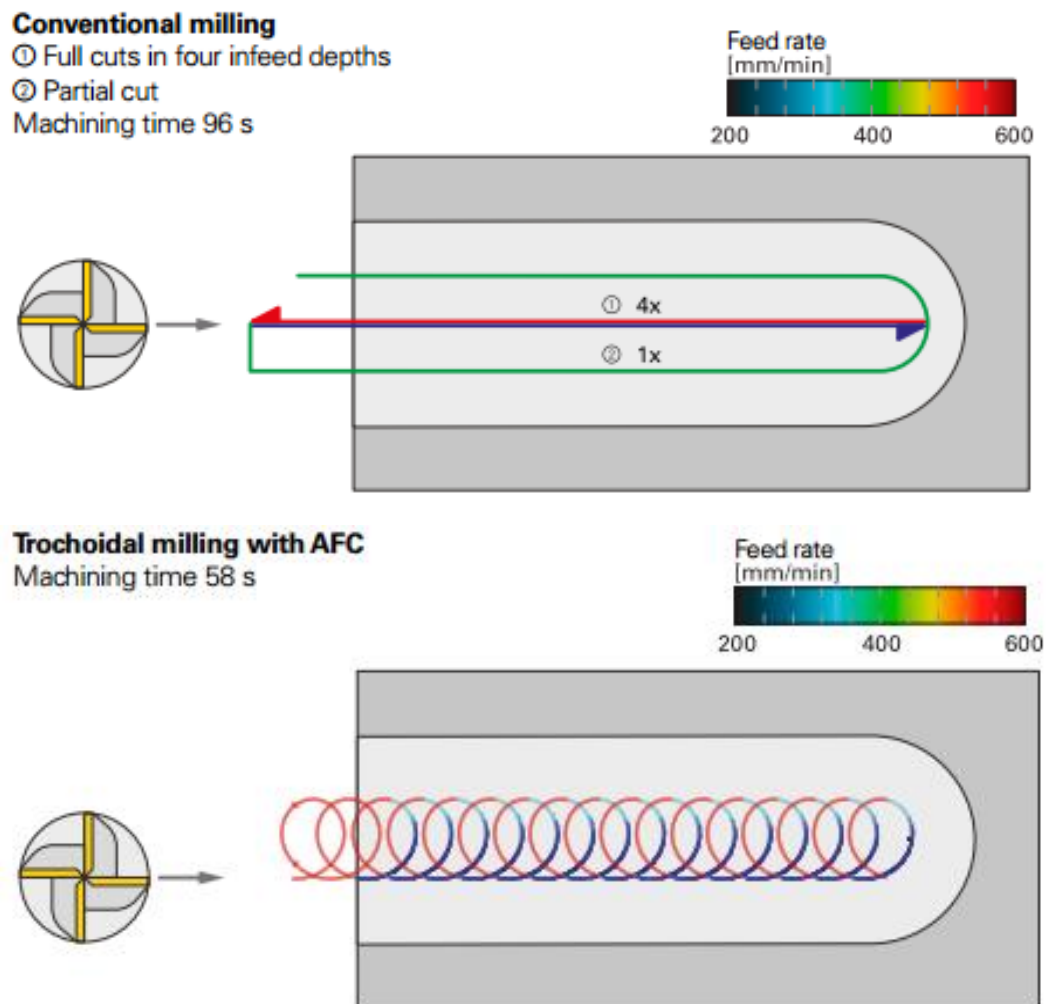 Conventional milling
① Full cuts in four infeed depths
② Partial cut
Machining time 96 s
Feed rate
[mm/min]
200 400 600
① 4x
② 1x
Trochoidal milling with AFC
Machining time 58 s
Feed rate
[mm/min]
200 400 600